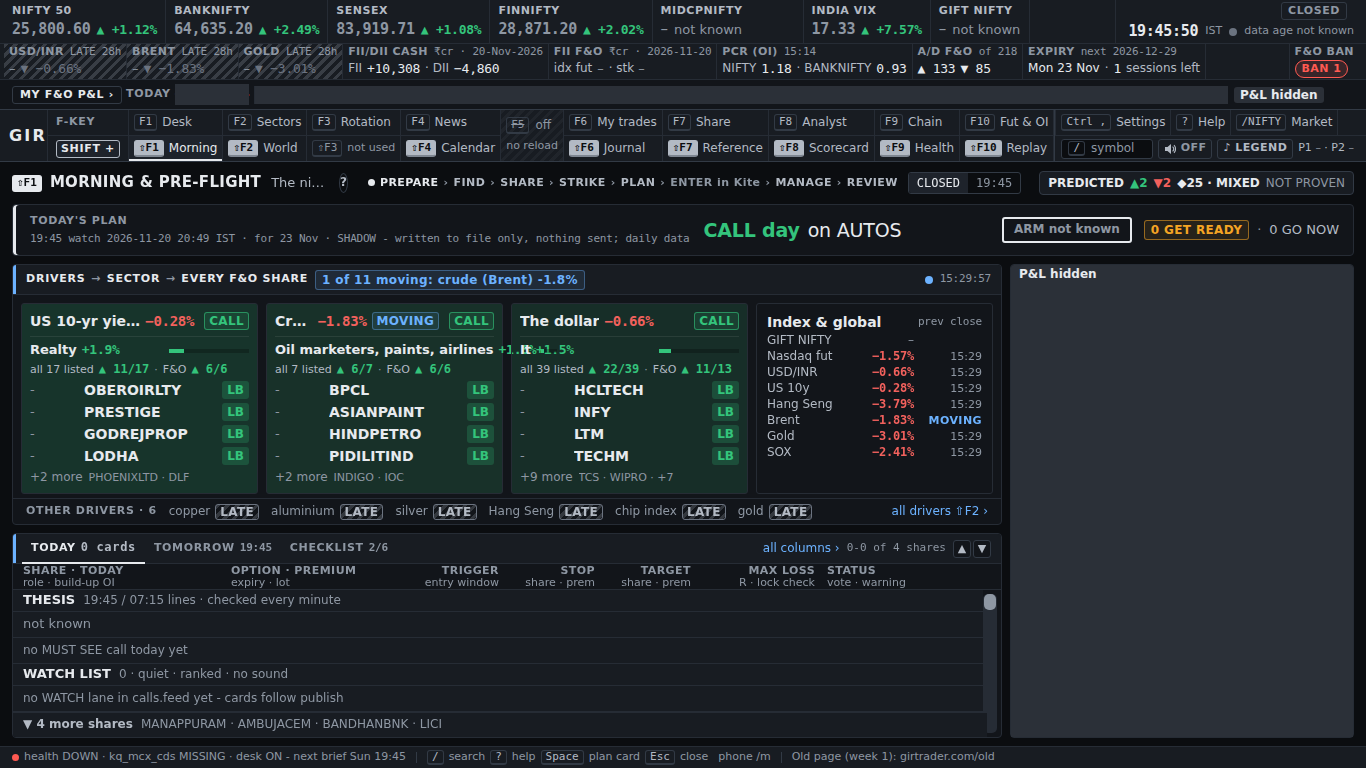 NIFTY 50 BANKNIFTY SENSEX FINNIFTY MIDCPNIFTY INDIA VIX GIFT NIFTY CLOSED
25,800.60 ▲ +1.12% 64,635.20 ▲ +2.49% 83,919.71 ▲ +1.08% 28,871.20 ▲ +2.02% – not known 17.33 ▲ +7.57% – not known 19:45:50 IST data age not known
USD/INR LATE 28h BRENT LATE 28h GOLD LATE 28h FII/DII CASH ₹cr · 20-Nov-2026 FII F&O ₹cr · 2026-11-20 PCR (OI) 15:14 A/D F&O of 218 EXPIRY next 2026-12-29 F&O BAN
– ▼ −0.66% – ▼ −1.83% – ▼ −3.01% FII +10,308 · DII −4,860 idx fut – · stk – NIFTY 1.18 · BANKNIFTY 0.93 ▲ 133 ▼ 85 Mon 23 Nov · 1 sessions left BAN 1
MY F&O P&L › TODAY P&L hidden
GIR F-KEY F1 Desk F2 Sectors F3 Rotation F4 News F5 off F6 My trades F7 Share F8 Analyst F9 Chain F10 Fut & OI Ctrl , Settings ? Help /NIFTY Market
SHIFT + ⇧F1 Morning ⇧F2 World ⇧F3 not used ⇧F4 Calendar no reload ⇧F6 Journal ⇧F7 Reference ⇧F8 Scorecard ⇧F9 Health ⇧F10 Replay / symbol OFF ♪ LEGEND P1 – · P2 –
⇧F1 MORNING & PRE-FLIGHT The ni... ? PREPARE › FIND › SHARE › STRIKE › PLAN › ENTER in Kite › MANAGE › REVIEW CLOSED 19:45 PREDICTED ▲2 ▼2 ◆25 · MIXED NOT PROVEN
TODAY'S PLAN
19:45 watch 2026-11-20 20:49 IST · for 23 Nov · SHADOW - written to file only, nothing sent; daily data CALL day on AUTOS ARM not known 0 GET READY · 0 GO NOW
DRIVERS → SECTOR → EVERY F&O SHARE 1 of 11 moving: crude (Brent) -1.8% 15:29:57
P&L hidden
US 10-yr yie… −0.28% CALL Cr… −1.83% MOVING CALL The dollar −0.66% CALL Index & global prev close
Realty +1.9% Oil marketers, paints, airlines It +1.5% GIFT NIFTY –
all 17 listed ▲ 11/17 · F&O ▲ 6/6 all 7 listed ▲ 6/7 · F&O ▲ 6/6 all 39 listed ▲ 22/39 · F&O ▲ 11/13 Nasdaq fut −1.57% 15:29
- OBEROIRLTY LB - BPCL LB - HCLTECH LB USD/INR −0.66% 15:29
- PRESTIGE LB - ASIANPAINT LB - INFY LB US 10y −0.28% 15:29
- GODREJPROP LB - HINDPETRO LB - LTM LB Hang Seng −3.79% 15:29
- LODHA LB - PIDILITIND LB - TECHM LB Brent −1.83% MOVING
+2 more PHOENIXLTD · DLF +2 more INDIGO · IOC +9 more TCS · WIPRO · +7 Gold −3.01% 15:29
SOX −2.41% 15:29
OTHER DRIVERS · 6 copper LATE aluminium LATE silver LATE Hang Seng LATE chip index LATE gold LATE all drivers ⇧F2 ›
TODAY 0 cards TOMORROW 19:45 CHECKLIST 2/6 all columns › 0-0 of 4 shares ▲ ▼
SHARE · TODAY OPTION · PREMIUM TRIGGER STOP TARGET MAX LOSS STATUS
role · build-up OI expiry · lot entry window share · prem share · prem R · lock check vote · warning
THESIS 19:45 / 07:15 lines · checked every minute
not known
no MUST SEE call today yet
WATCH LIST 0 · quiet · ranked · no sound
no WATCH lane in calls.feed yet - cards follow publish
▼ 4 more shares MANAPPURAM · AMBUJACEM · BANDHANBNK · LICI
health DOWN · kq_mcx_cds MISSING · desk ON - next brief Sun 19:45 / search ? help Space plan card Esc close phone /m Old page (week 1): girtrader.com/old